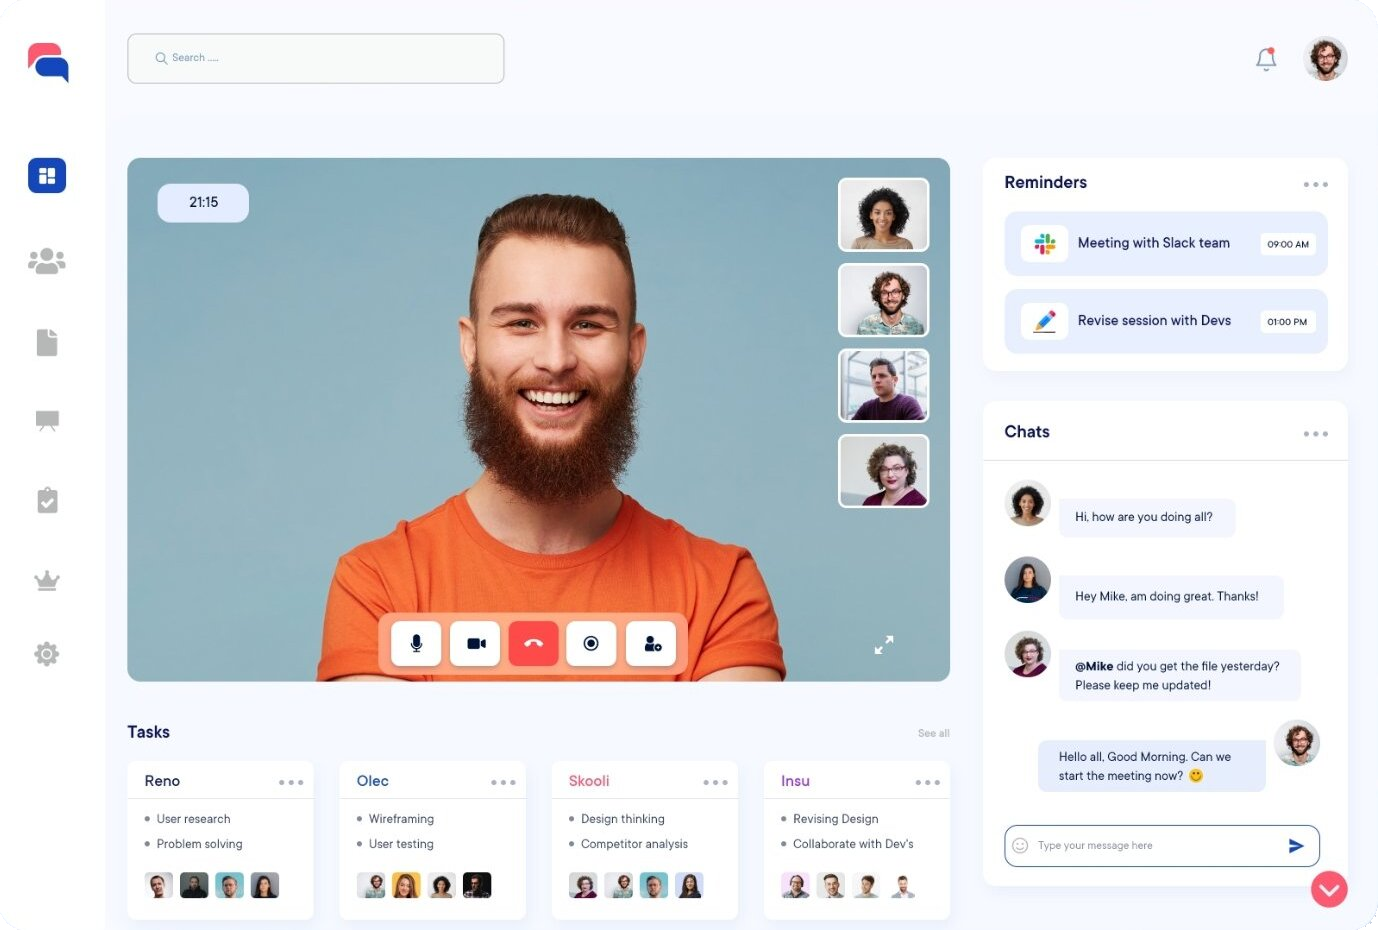 Search .....
21:15
Reminders
Meeting with Slack team
09:00 AM
Revise session with Devs
01:00 PM
Chats
Hi, how are you doing all?
Hey Mike, am doing great. Thanks!
@Mike did you get the file yesterday?
Please keep me updated!
Hello all, Good Morning. Can we
start the meeting now? 😋
Type your message here
Tasks
See all
Reno
User research
Problem solving
Olec
Wireframing
User testing
Skooli
Design thinking
Competitor analysis
Insu
Revising Design
Collaborate with Dev's